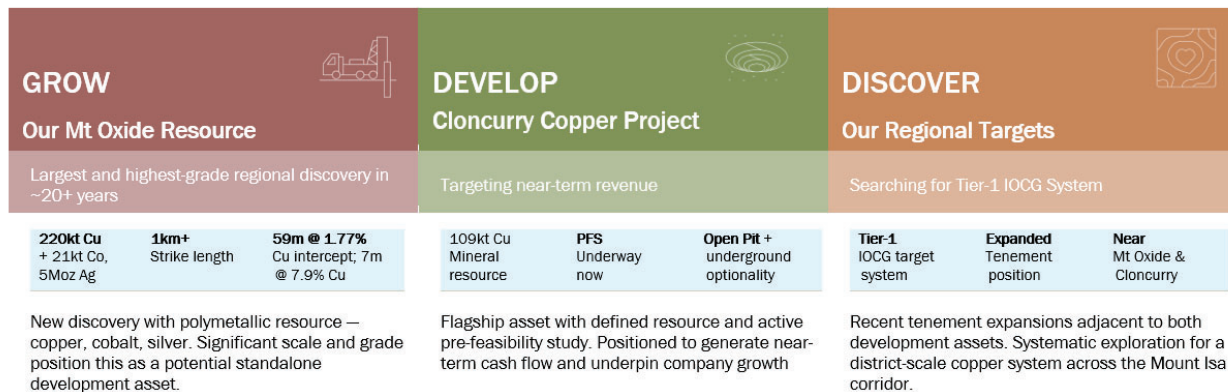 GROW
Our Mt Oxide Resource
Largest and highest-grade regional discovery in
~20+ years
220kt Cu
+ 21kt Co,
5Moz Ag
1km+
Strike length
59m @ 1.77%
Cu intercept; 7m
@ 7.9% Cu
New discovery with polymetallic resource —
copper, cobalt, silver. Significant scale and grade
position this as a potential standalone
development asset.
DEVELOP
Cloncurry Copper Project
Targeting near-term revenue
109kt Cu
Mineral
resource
PFS
Underway
now
Open Pit +
underground
optionality
Flagship asset with defined resource and active
pre-feasibility study. Positioned to generate near-
term cash flow and underpin company growth
DISCOVER
Our Regional Targets
Searching for Tier-1 IOCG System
Tier-1
IOCG target
system
Expanded
Tenement
position
Near
Mt Oxide &
Cloncurry
Recent tenement expansions adjacent to both
development assets. Systematic exploration for a
district-scale copper system across the Mount Isa
corridor.